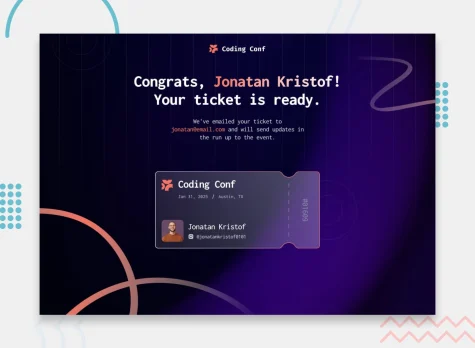 Coding Conf
Congrats, Jonatan Kristof!
Your ticket is ready.
We've emailed your ticket to
jonatan@email.com and will send updates in
the run up to the event.
Coding Conf
Jan 31, 2025 / Austin, TX
Jonatan Kristof
@jonatankristof0101